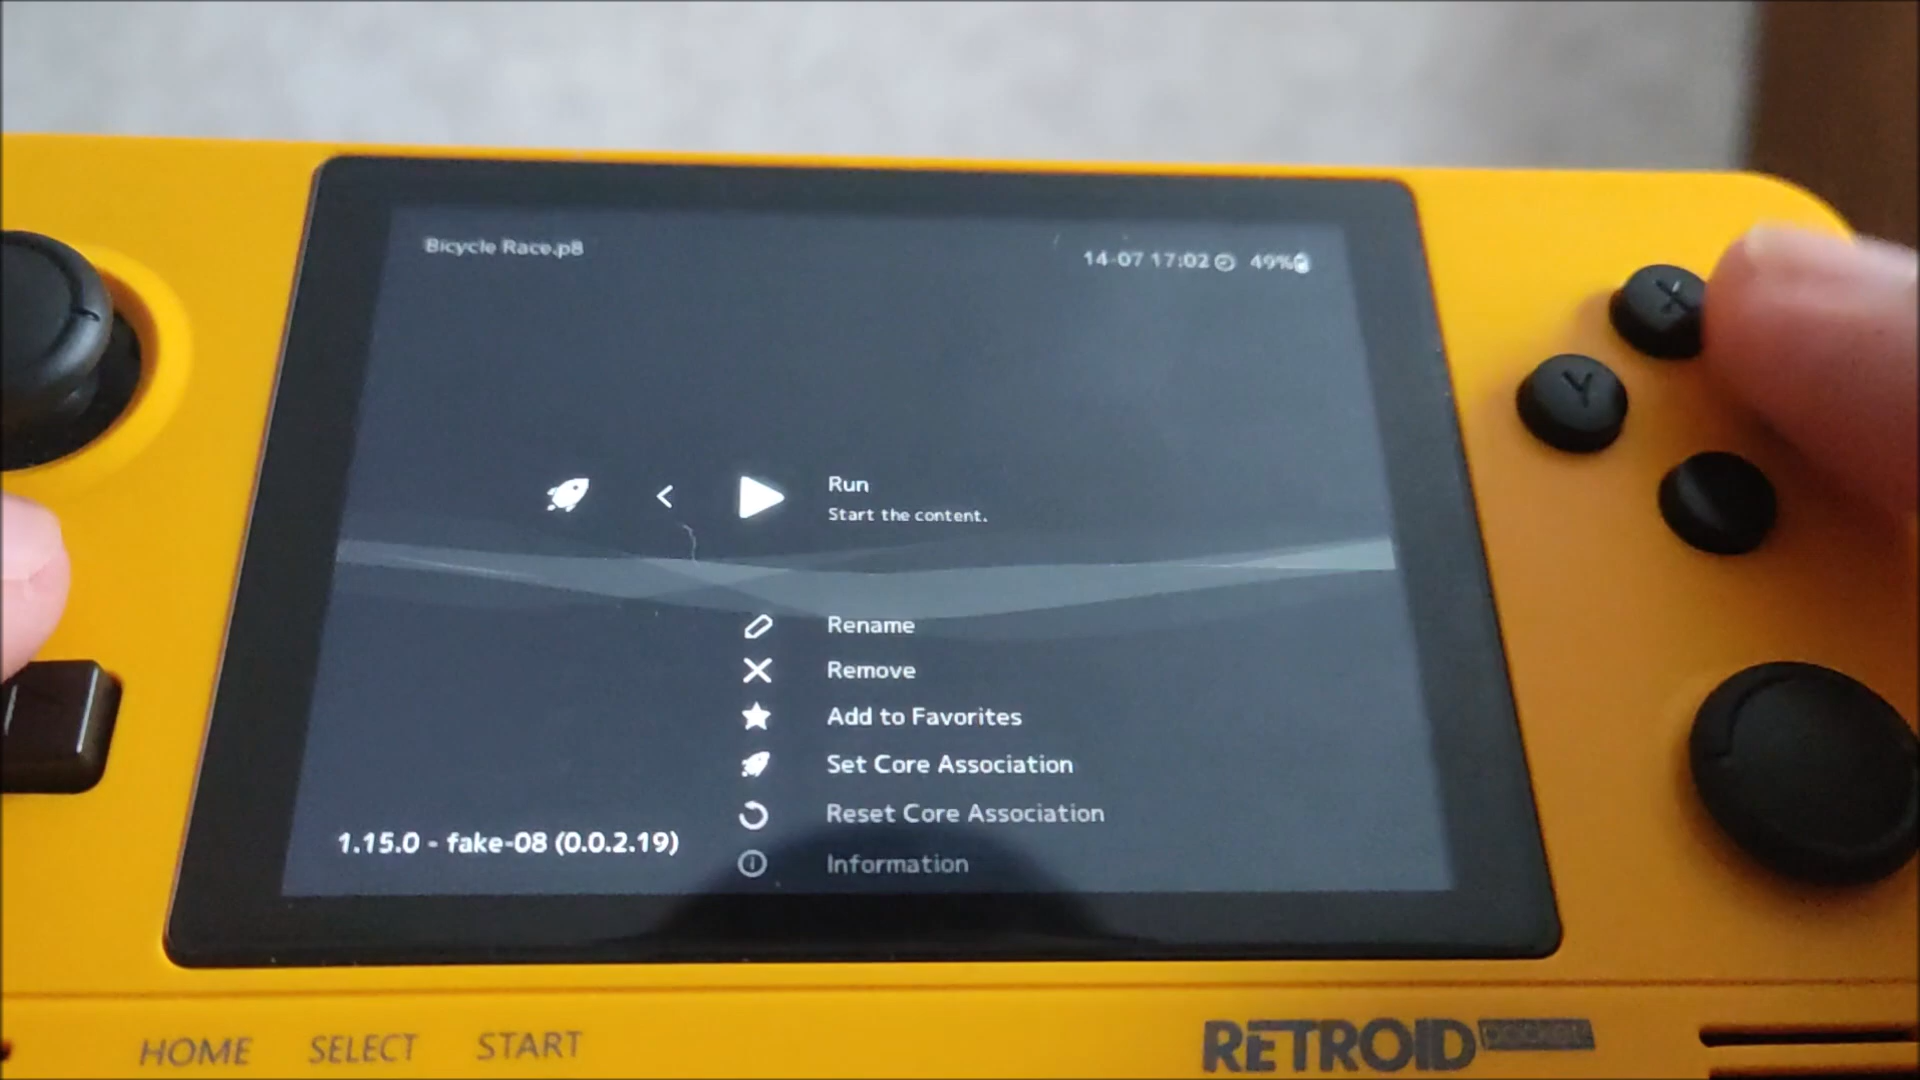 Bicycle Race.p8
14-07 17:02 49%
Run
Start the content.
Rename
Remove
Add to Favorites
Set Core Association
Reset Core Association
Information
1.15.0 - fake-08 (0.0.2.19)
X
Y
HOME SELECT START
RETROID POCKET